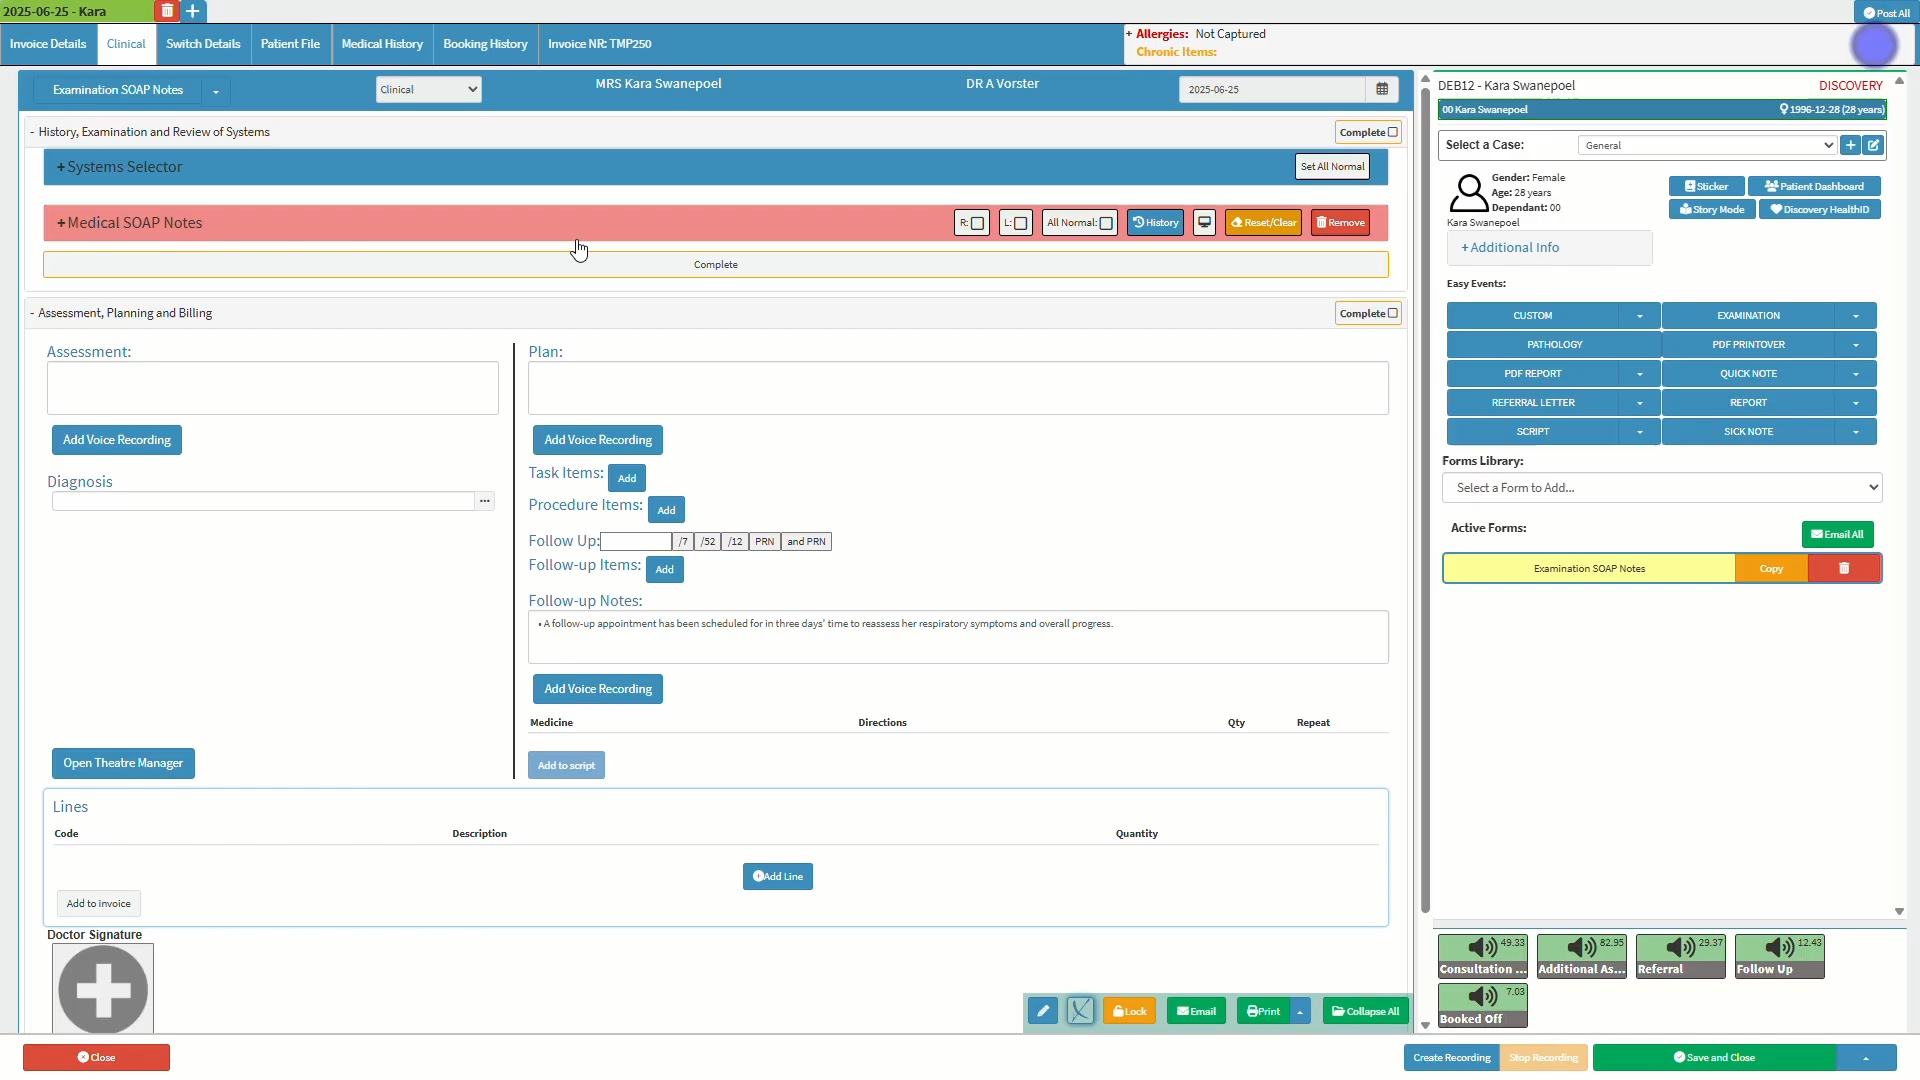 2025-06-25 - Kara
Post All
Invoice Details
Clinical
Switch Details
Patient File
Medical History
Booking History
Invoice NR: TMP250
+ Allergies: Not Captured
Chronic Items:
Examination SOAP Notes
Clinical
MRS Kara Swanepoel
DR A Vorster
2025-06-25
- History, Examination and Review of Systems
Complete
+Systems Selector
Set All Normal
+Medical SOAP Notes
R:
L:
All Normal:
History
Reset/Clear
Remove
Complete
- Assessment, Planning and Billing
Complete
Assessment:
Add Voice Recording
Diagnosis
...
Open Theatre Manager
Plan:
Add Voice Recording
Task Items: Add
Procedure Items: Add
Follow Up: /7 /52 /12 PRN and PRN
Follow-up Items: Add
Follow-up Notes:
• A follow-up appointment has been scheduled for in three days' time to reassess her respiratory symptoms and overall progress.
Add Voice Recording
Medicine Directions Qty Repeat
Add to script
Lines
Code Description Quantity
Add Line
Add to invoice
Doctor Signature
Lock
Email
Print
Collapse All
Close
DEB12 - Kara Swanepoel
DISCOVERY
00 Kara Swanepoel
1996-12-28 (28 years)
Select a Case:
General
Gender: Female
Age: 28 years
Dependant: 00
Kara Swanepoel
Sticker
Patient Dashboard
Story Mode
Discovery HealthID
+Additional Info
Easy Events:
CUSTOM
EXAMINATION
PATHOLOGY
PDF PRINTOVER
PDF REPORT
QUICK NOTE
REFERRAL LETTER
REPORT
SCRIPT
SICK NOTE
Forms Library:
Select a Form to Add...
Active Forms:
Email All
Examination SOAP Notes
Copy
49.33
Consultation ...
82.95
Additional As...
29.37
Referral
12.43
Follow Up
7.03
Booked Off
Create Recording
Stop Recording
Save and Close